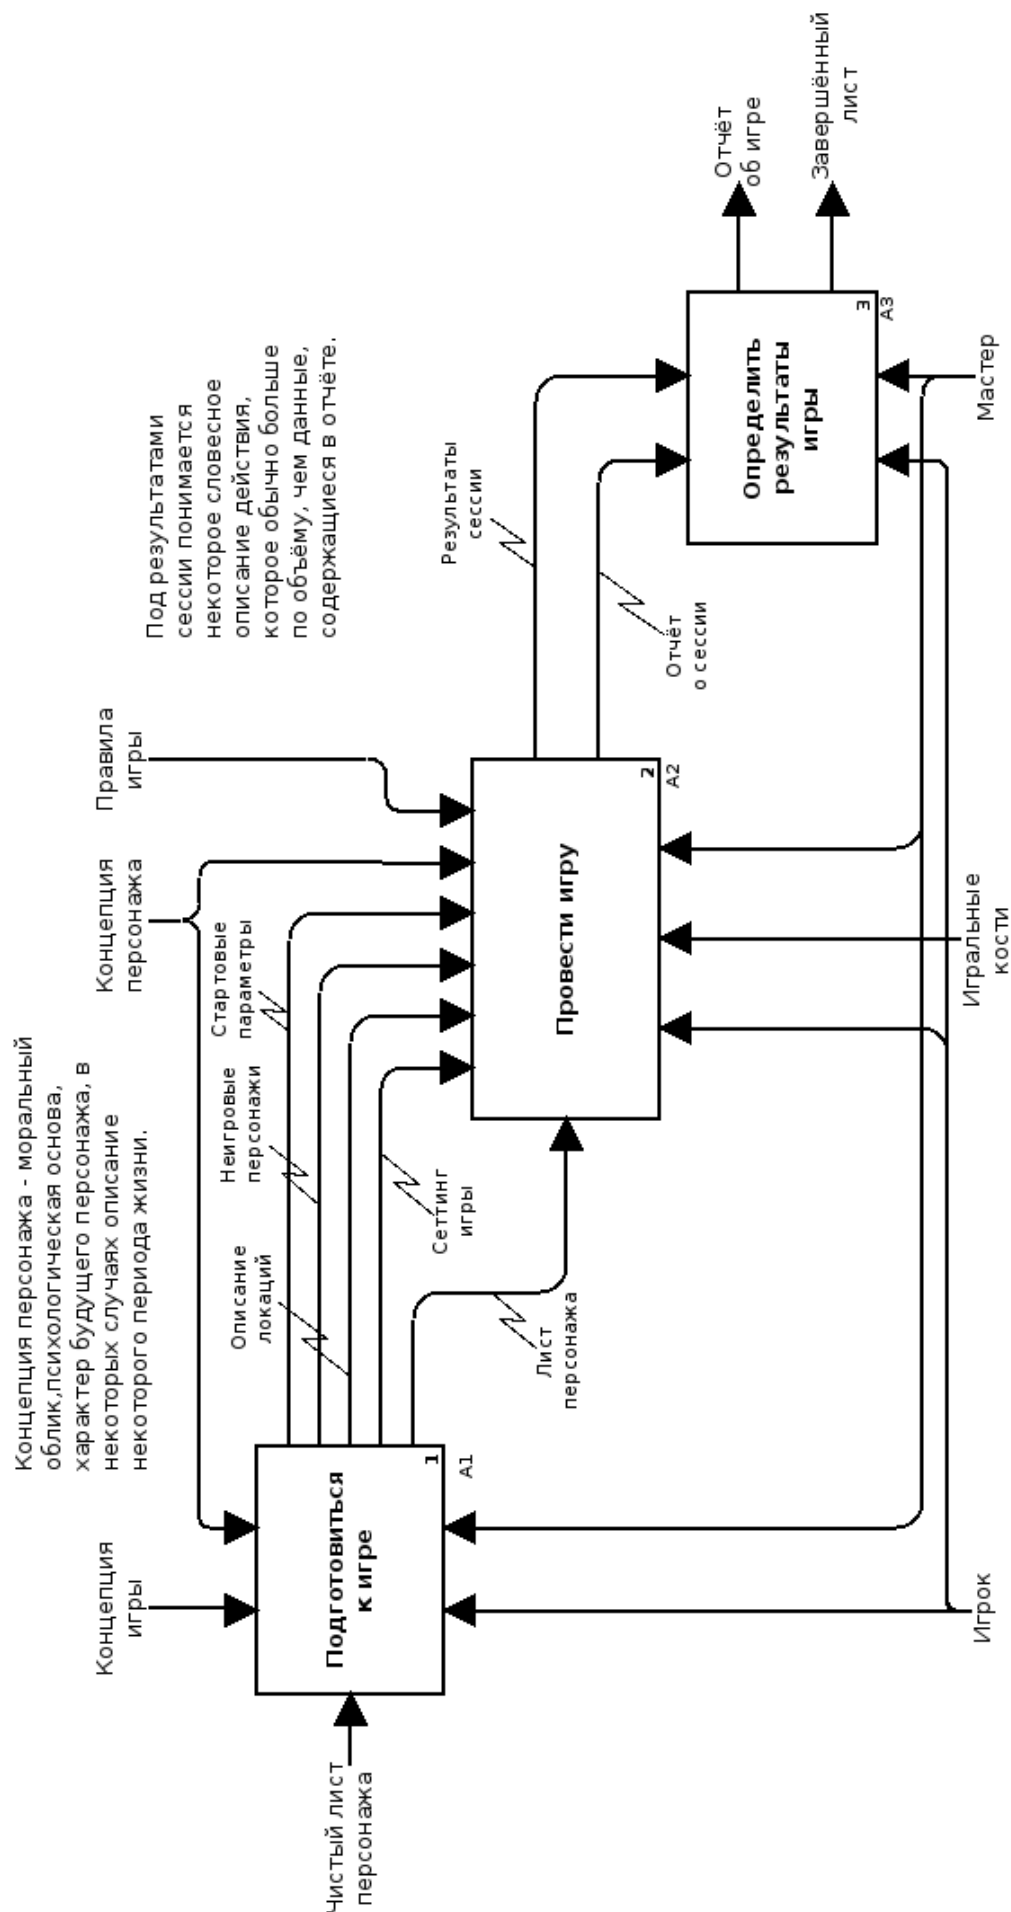 Концепция персонажа - моральный
облик,психологическая основа,
характер будущего персонажа, в
некоторых случаях описание
некоторого периода жизни.
Под результатами
сессии понимается
некоторое словесное
описание действия,
которое обычно больше
по объёму, чем данные,
содержащиеся в отчёте.
Концепция
игры
Концепция
персонажа
Правила
игры
Чистый лист
персонажа
Подготовиться
к игре
1
А1
Стартовые
параметры
Неигровые
персонажи
Описание
локаций
Сеттинг
игры
Лист
персонажа
Провести игру
2
А2
Результаты
сессии
Отчёт
о сессии
Определить
результаты
игры
3
А3
Отчёт
об игре
Завершённый
лист
Игрок
Игральные
кости
Мастер